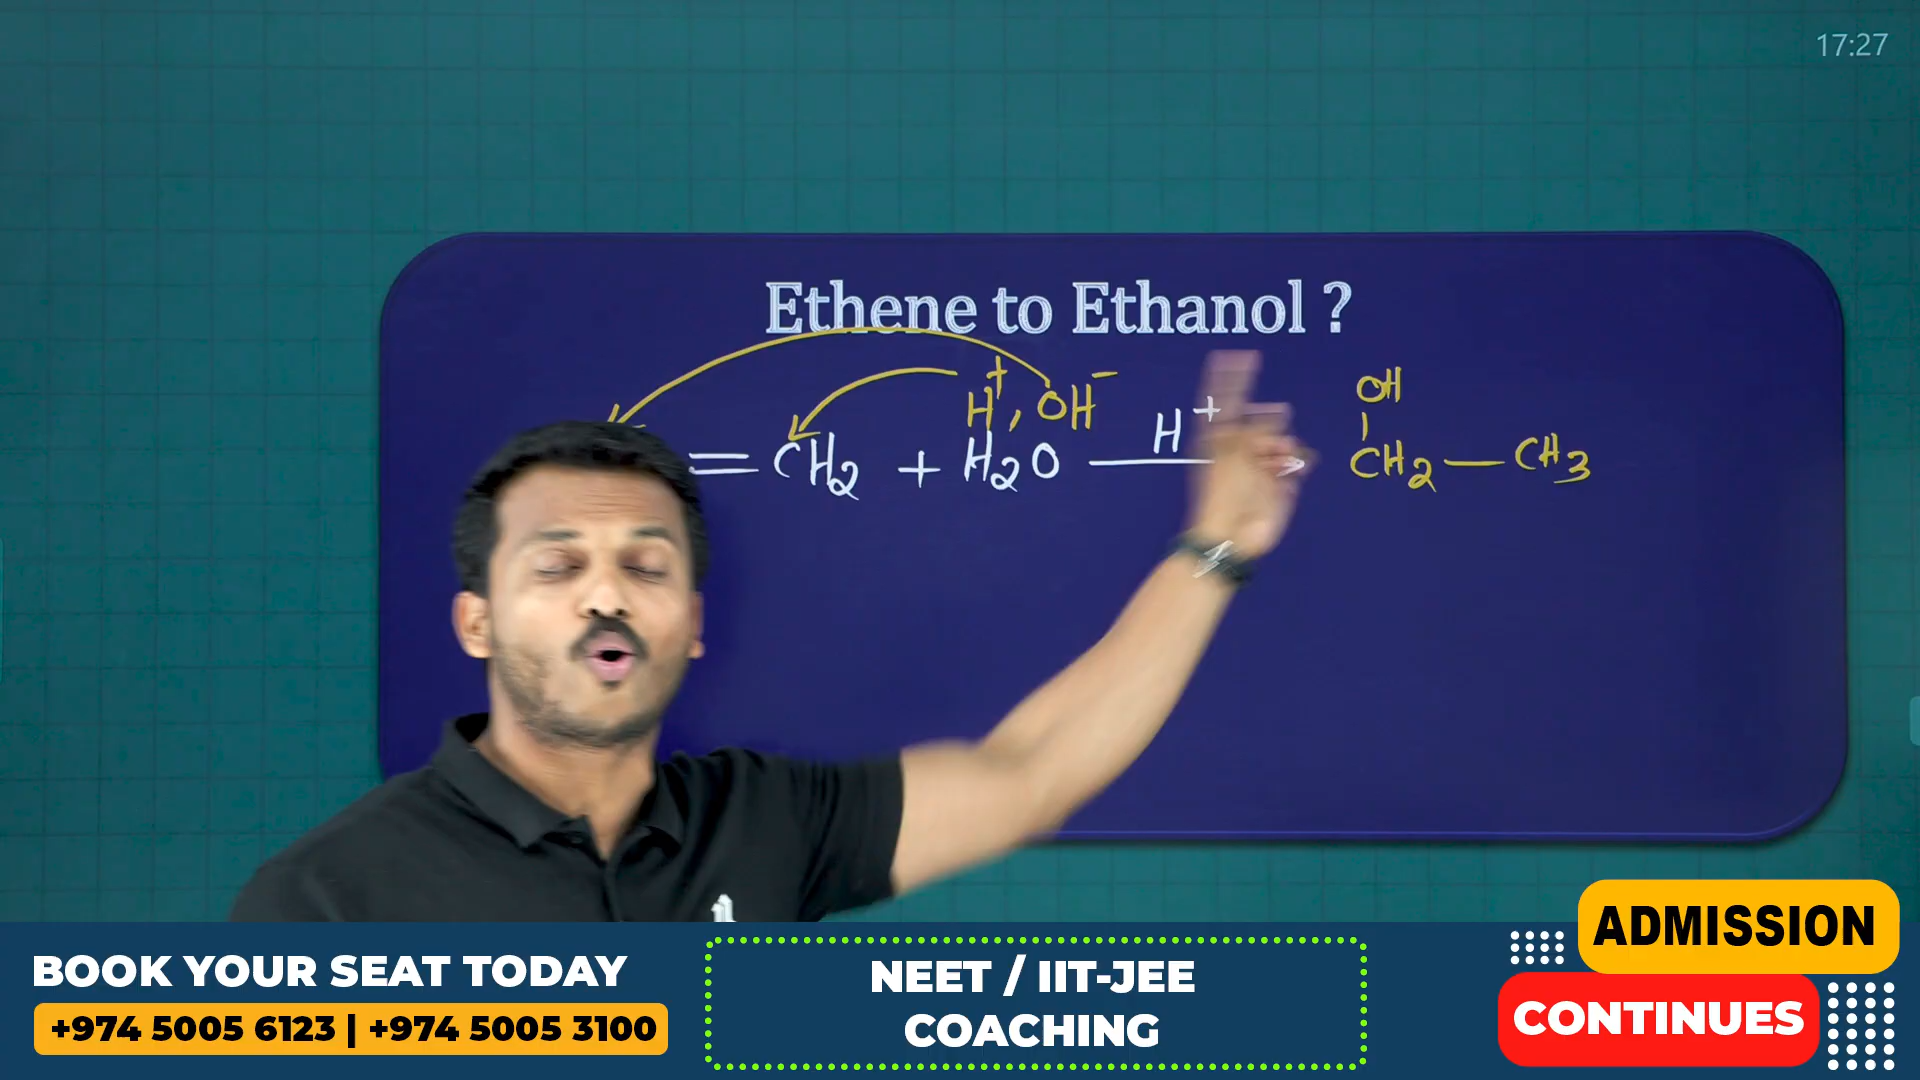 17:27
Ethene to Ethanol ?
H⁺, OH⁻
OH
= CH₂ + H₂O
H⁺
CH₂ — CH₃
BOOK YOUR SEAT TODAY
+974 5005 6123 | +974 5005 3100
NEET / IIT-JEE
COACHING
ADMISSION
CONTINUES